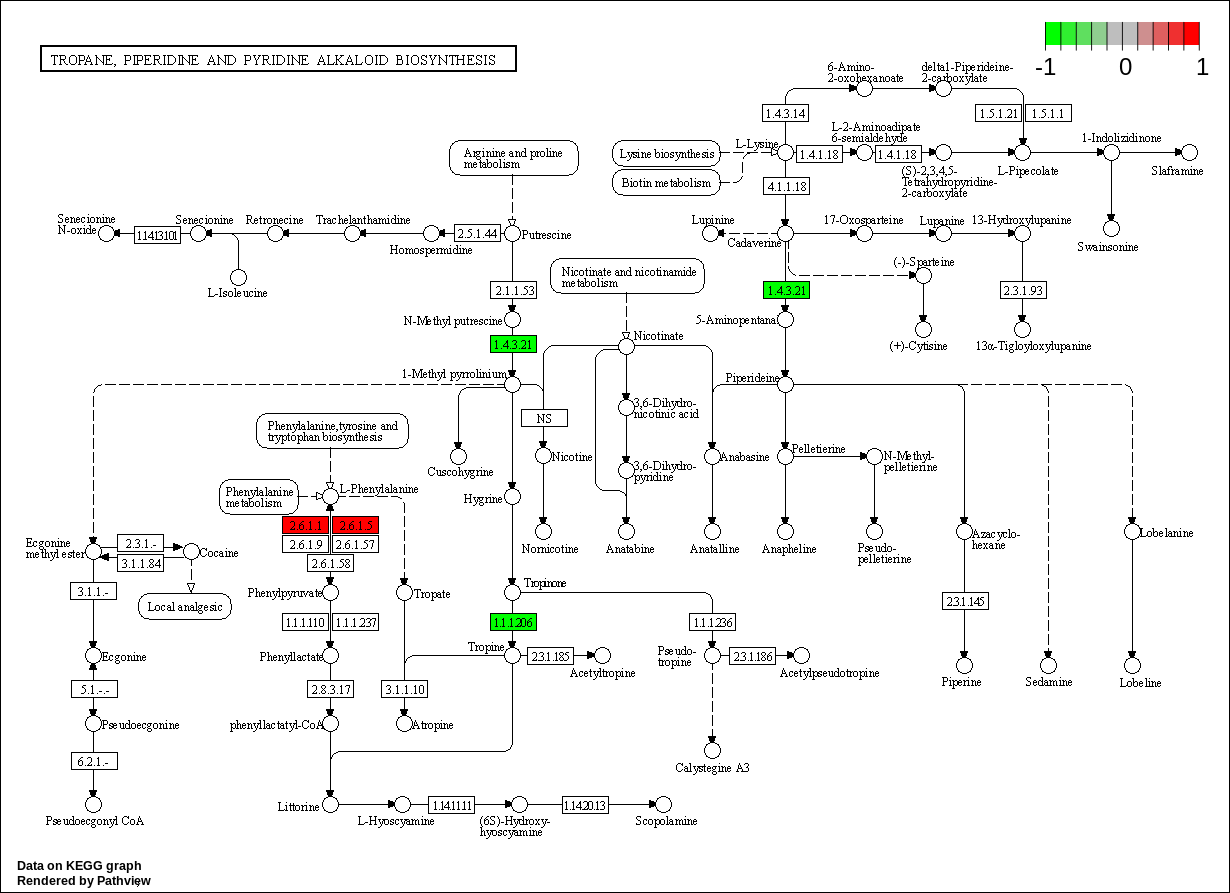 TROPANE, PIPERIDINE AND PYRIDINE ALKALOID BIOSYNTHESIS
-1
0
1
6-Amino-
2-oxohexanoate
delta1-Piperideine-
2-carboxylate
1.4.3.14
1.5.1.21
1.5.1.1
L-2-Aminoadipate
6-semialdehyde
L-Lysine
1-Indolizidinone
Arginine and proline
metabolism
Lysine biosynthesis
1.4.1.18
1.4.1.18
Biotin metabolism
4.1.1.18
(S)-2,3,4,5-
Tetrahydropyridine-
2-carboxylate
L-Pipecolate
Slaframine
Senecionine
N-oxide
Senecionine
Retronecine
Trachelanthamidine
Lupinine
17-Oxosparteine
Lupanine
13-Hydroxylupanine
11413101
2.5.1.44
Putrescine
Homospermidine
Cadaverine
Swainsonine
L-Isoleucine
Nicotinate and nicotinamide
metabolism
(-)-Sparteine
2.1.1.53
1.4.3.21
2.3.1.93
N-Methyl putrescine
5-Aminopentanal
1.4.3.21
Nicotinate
(+)-Cytisine
13α-Tigloyloxylupanine
1-Methyl pyrrolinium
Piperideine
3,6-Dihydro-
nicotinic acid
NS
Phenylalanine,tyrosine and
tryptophan biosynthesis
Cuscohygrine
Nicotine
3,6-Dihydro-
pyridine
Anabasine
Pelletierine
N-Methyl-
pelletierine
Phenylalanine
metabolism
L-Phenylalanine
Hygrine
2.6.1.1
2.6.1.5
2.6.1.9
2.6.1.57
2.6.1.58
Nornicotine
Anatabine
Anatalline
Anapheline
Pseudo-
pelletierine
Azacyclo-
hexane
Lobelanine
Ecgonine
methyl ester
2.3.1.-
3.1.1.84
Cocaine
3.1.1.-
Local analgesic
Phenylpyruvate
Tropate
Tropinone
2.3.1.145
1.1.1.110
1.1.1.237
1.1.1.206
1.1.1.236
Ecgonine
Phenyllactate
Tropine
2.3.1.185
Acetyltropine
Pseudo-
tropine
2.3.1.186
Acetylpseudotropine
Piperine
Sedamine
Lobeline
5.1.-.-
2.8.3.17
3.1.1.10
Pseudoecgonine
phenyllactatyl-CoA
Atropine
6.2.1.-
Calystegine A3
Pseudoecgonyl CoA
Littorine
L-Hyoscyamine
1.14.11.11
(6S)-Hydroxy-
hyoscyamine
1.14.20.13
Scopolamine
Data on KEGG graph
Rendered by Pathview